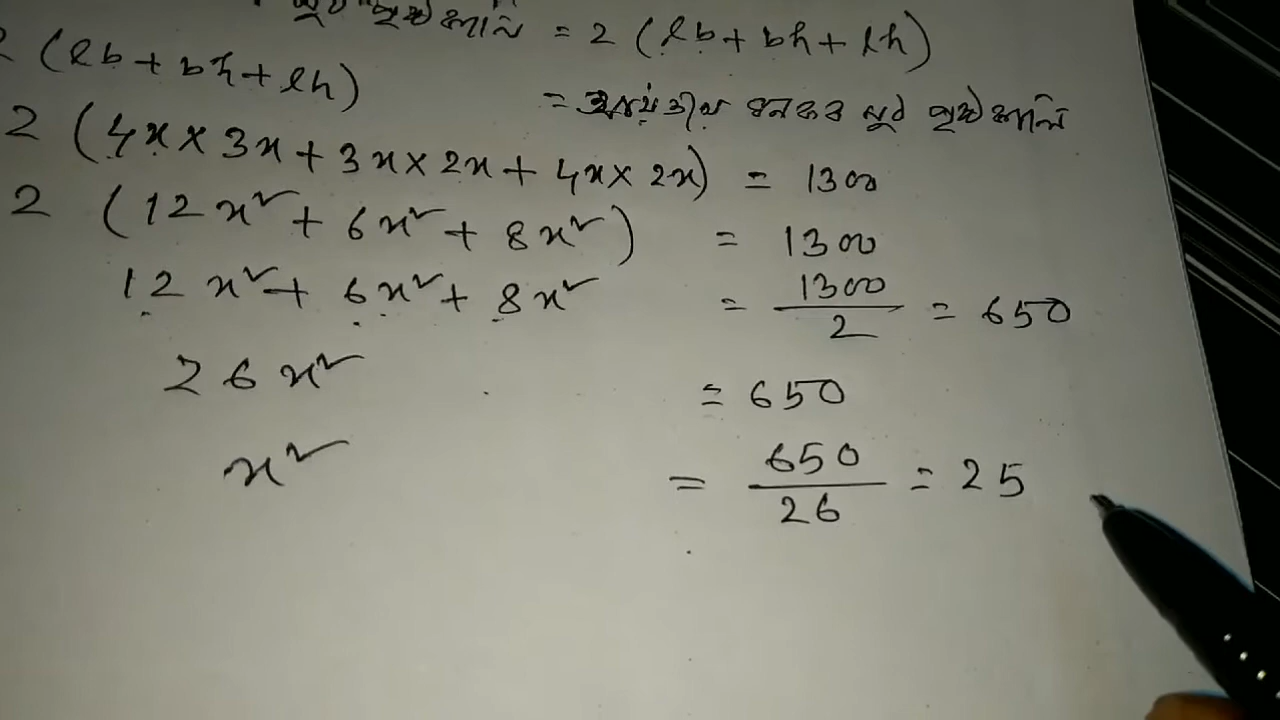 = 2 (lb + bh + lh)
2 (lb + bh + lh)
=
2 (4x × 3x + 3x × 2x + 4x × 2x) = 1300
2 (12x² + 6x² + 8x²) = 1300
12x² + 6x² + 8x² = 1300/2 = 650
26x² = 650
x² = 650/26 = 25